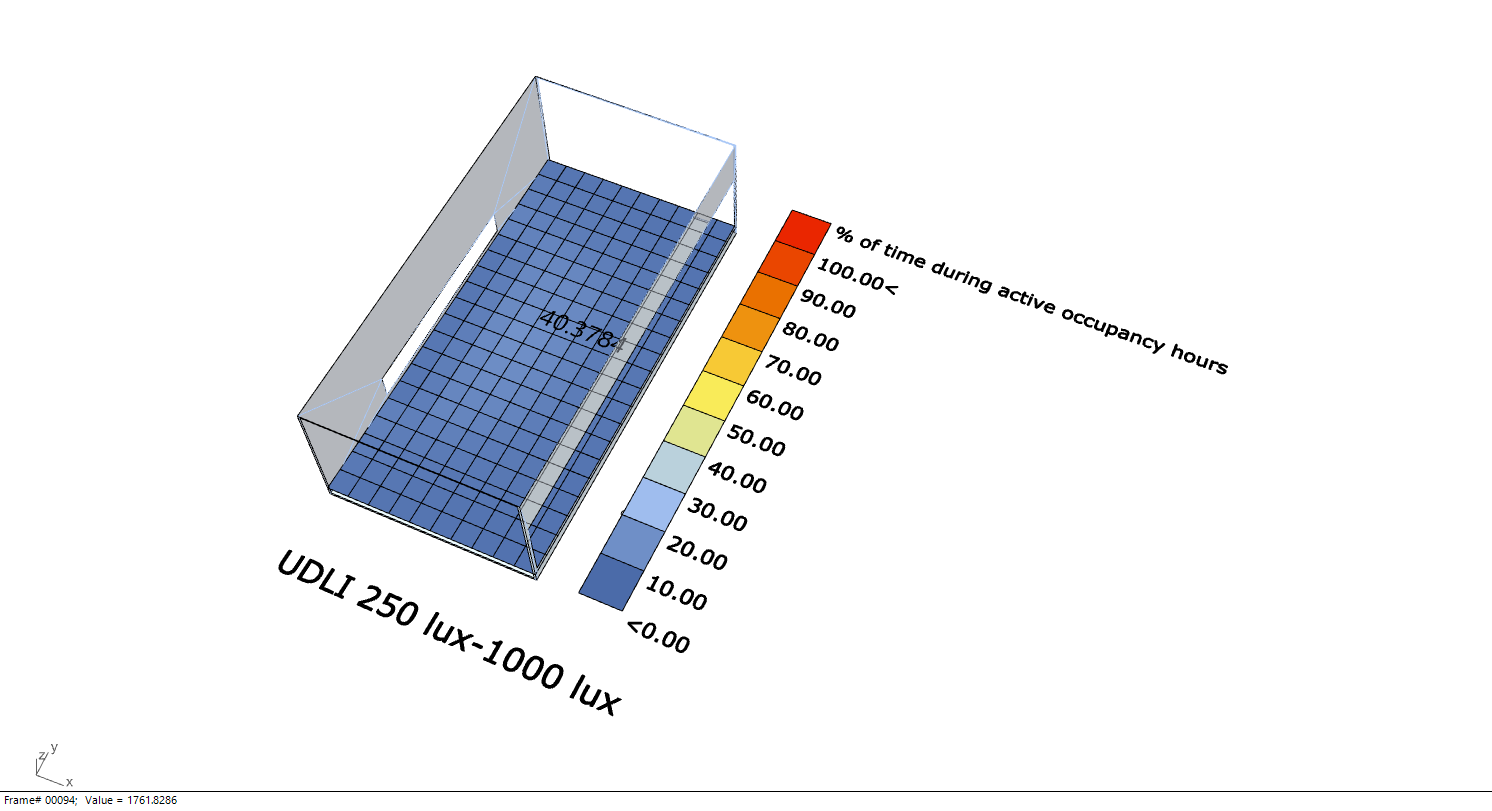 % of time during active occupancy hours
100.00<
90.00
80.00
70.00
60.00
50.00
40.00
30.00
20.00
10.00
<0.00
40.3784
UDLI 250 lux-1000 lux
z
y
x
Frame# 00094; Value = 1761.8286